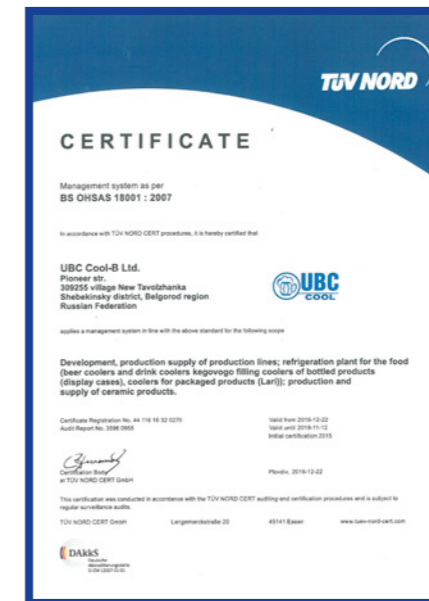 TÜV NORD
CERTIFICATE
Management system as per
BS OHSAS 18001 : 2007
In accordance with TÜV NORD CERT procedures, it is hereby certified that
UBC Cool-B Ltd.
Pioneer str.
309255 village New Tavolzhanka
Shebekinsky district, Belgorod region
Russian Federation
UBC
COOL
applies a management system in line with the above standard for the following scope
Development, production supply of production lines; refrigeration plant for the food
(beer coolers and drink coolers kegovogo filling coolers of bottled products
(display cases), coolers for packaged products (Lari)); production and
supply of ceramic products.
Certificate Registration No. 44 116 16 32 0270
Audit Report No. 3596 0955
Valid from 2016-12-22
Valid until 2018-11-12
Initial certification 2015
Certification Body
at TÜV NORD CERT GmbH
Plovdiv, 2016-12-22
This certification was conducted in accordance with the TÜV NORD CERT auditing and certification procedures and is subject to
regular surveillance audits.
TÜV NORD CERT GmbH Langemarckstraße 20 45141 Essen www.tuev-nord-cert.com
DAkkS
Deutsche
Akkreditierungsstelle